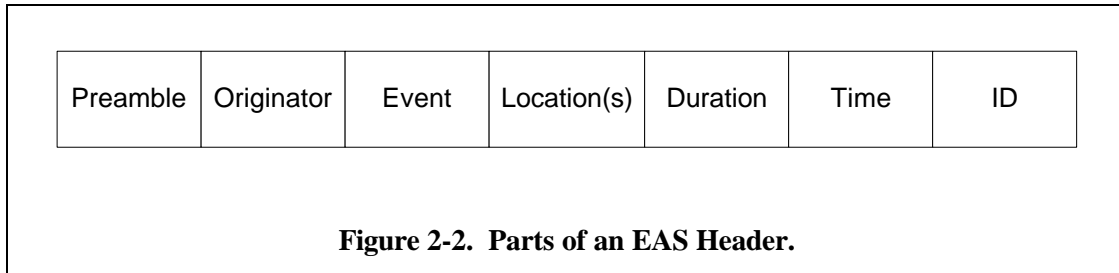 Preamble Originator Event Location(s) Duration Time ID
Figure 2-2. Parts of an EAS Header.